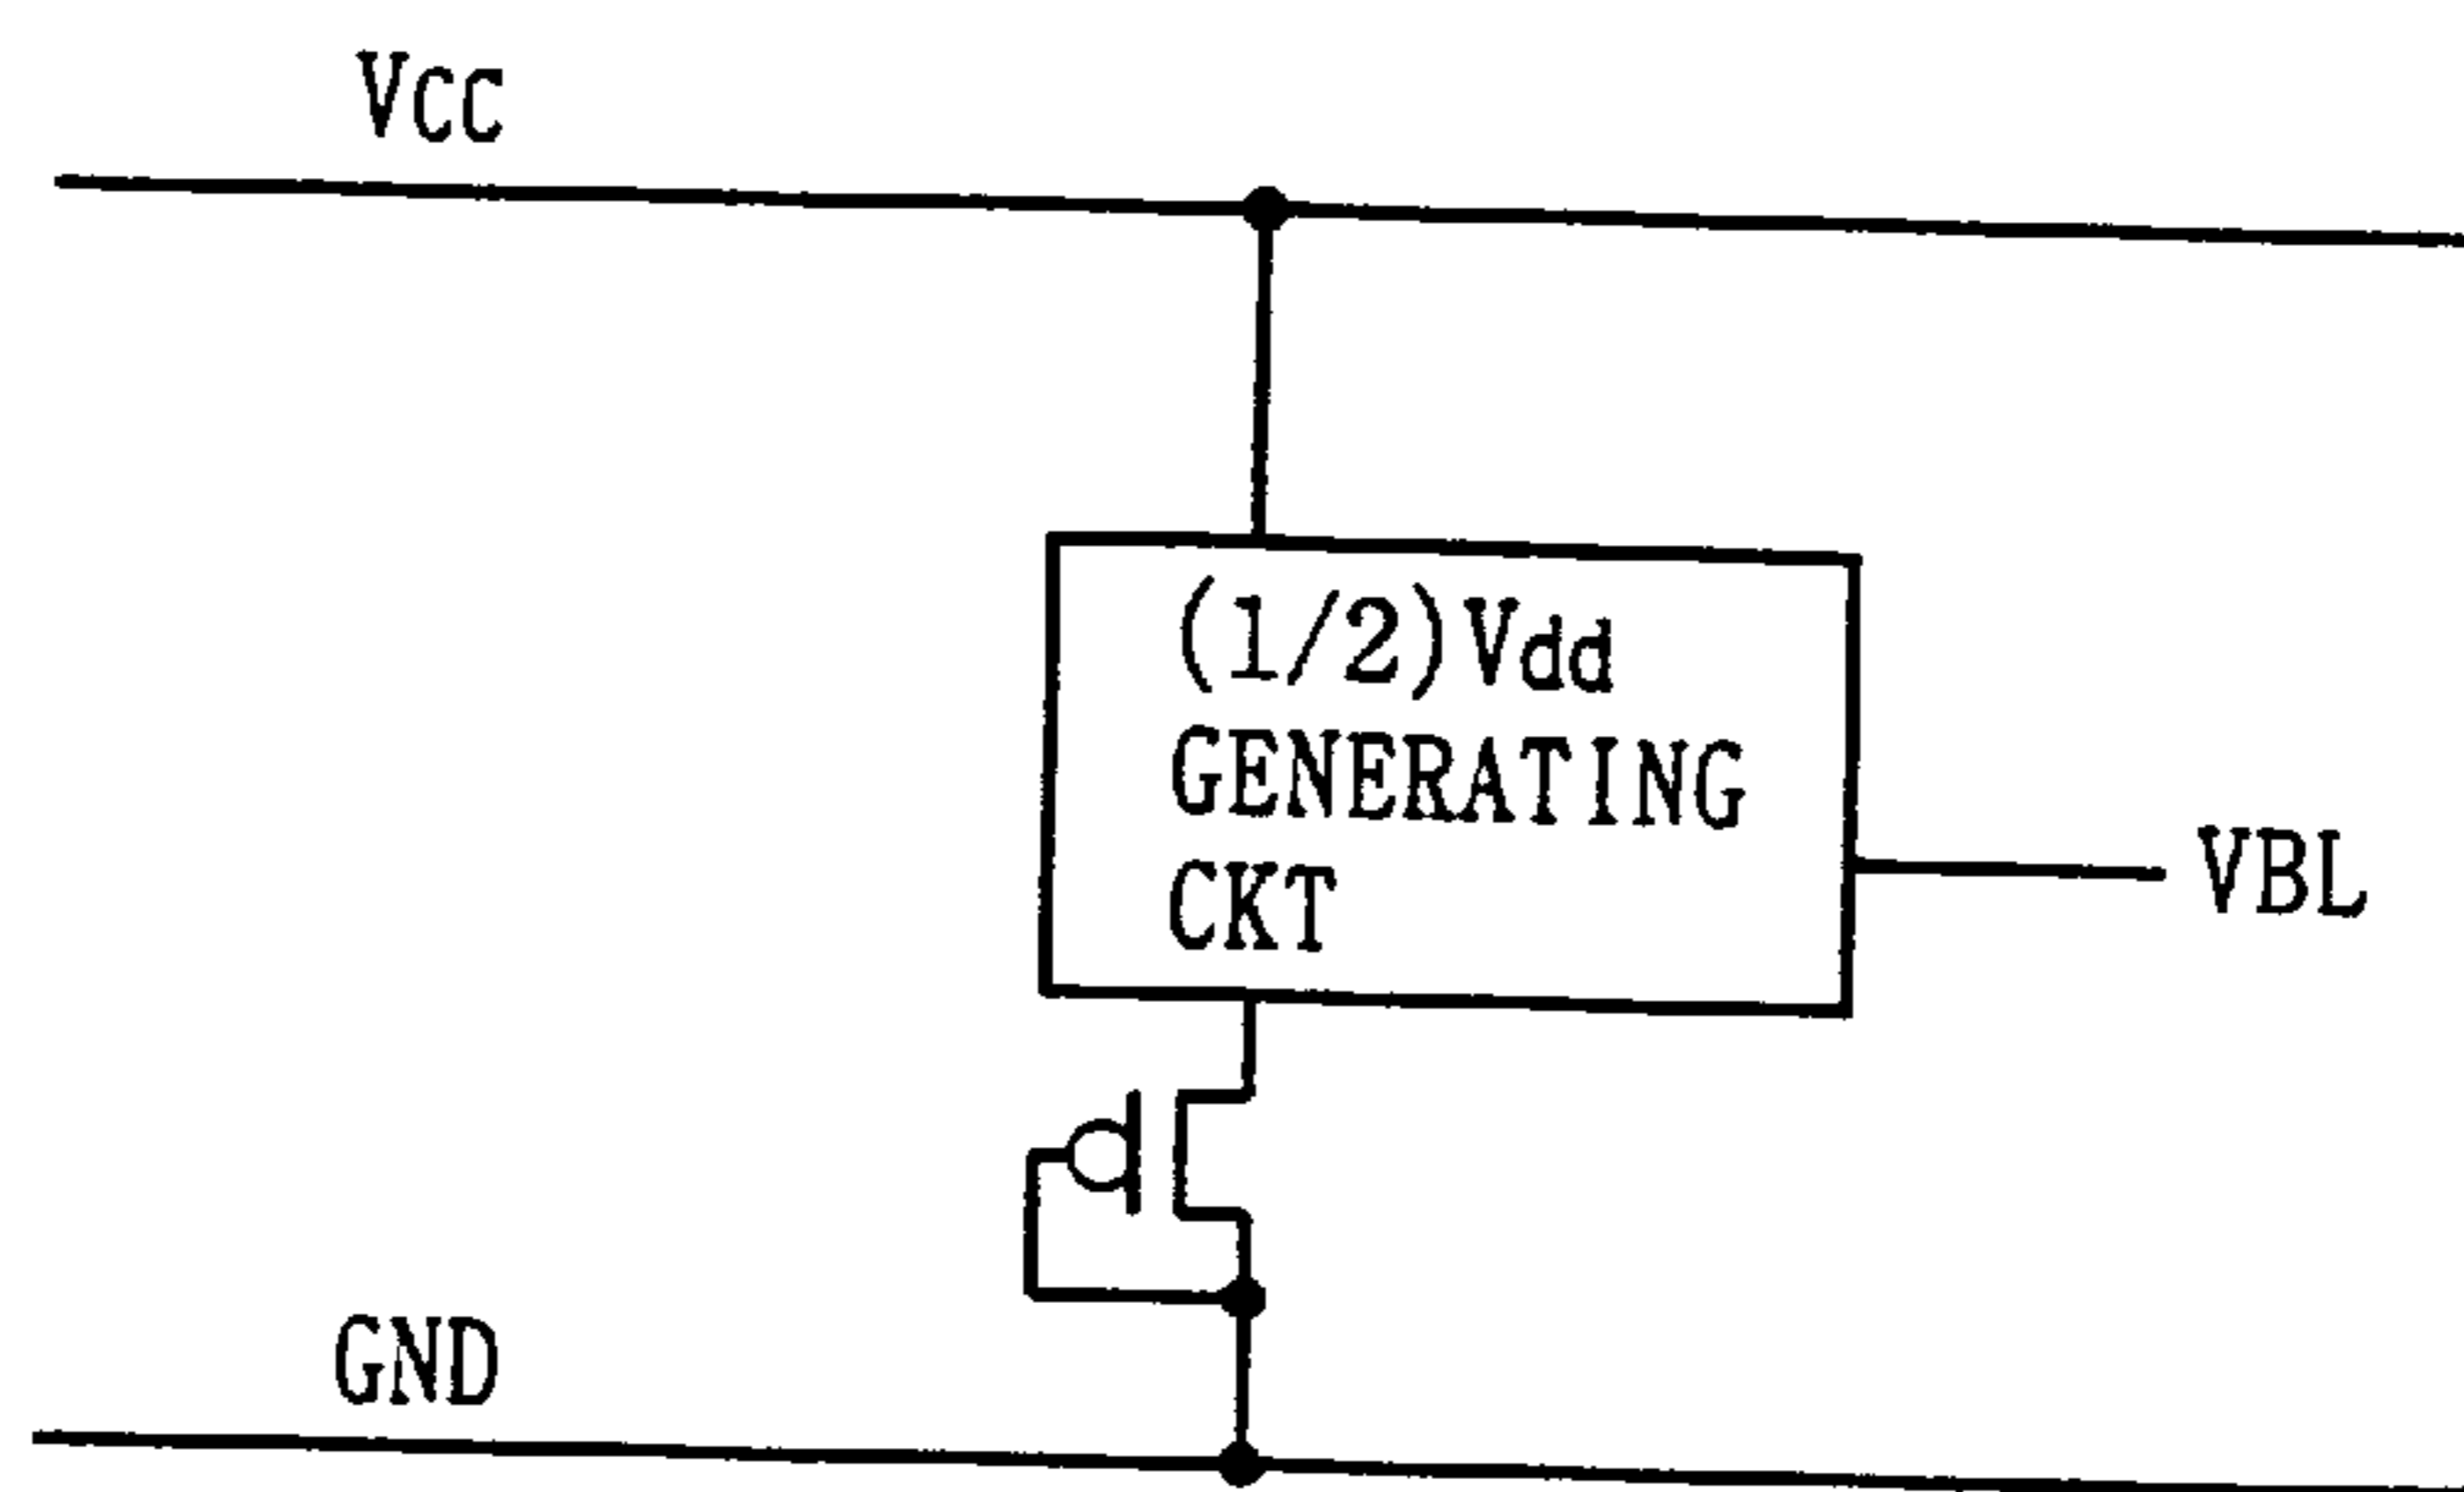 Vcc
(1/2)Vdd
GENERATING
CKT
VBL
GND